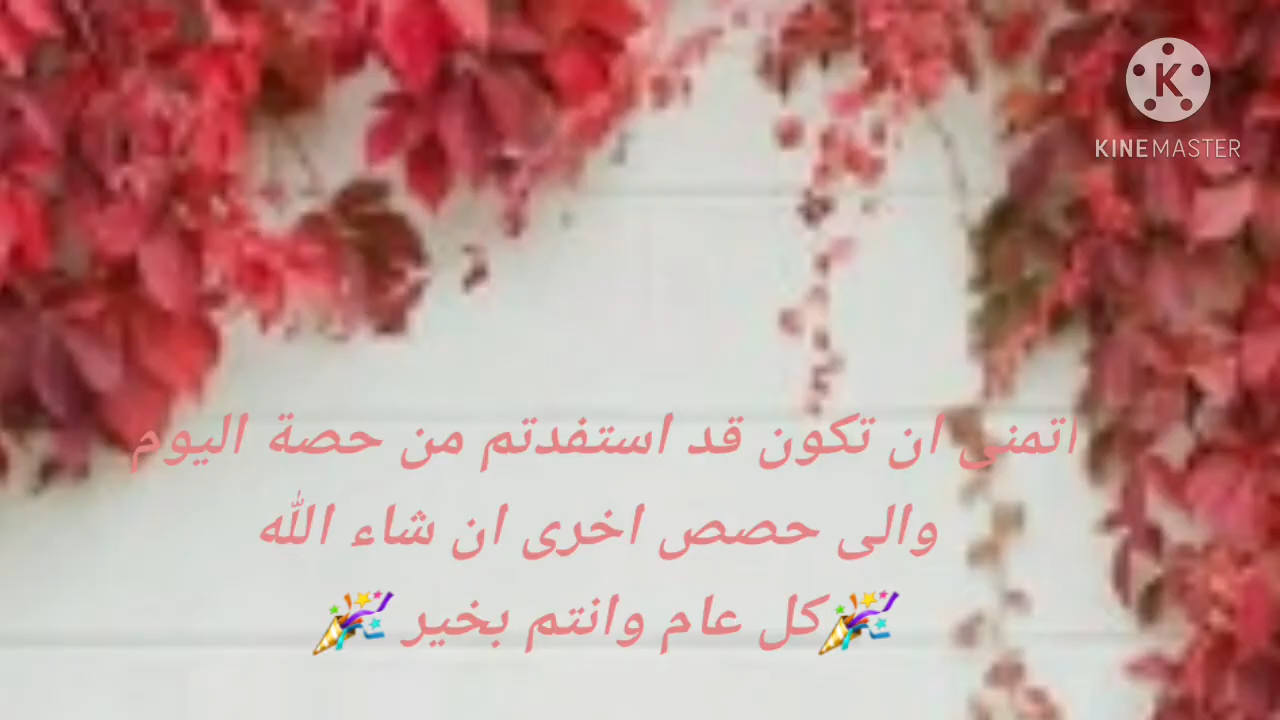 KINEMASTER
اتمنى ان تكون قد استفدتم من حصة اليوم
والى حصص اخرى ان شاء الله
🎉كل عام وانتم بخير 🎉